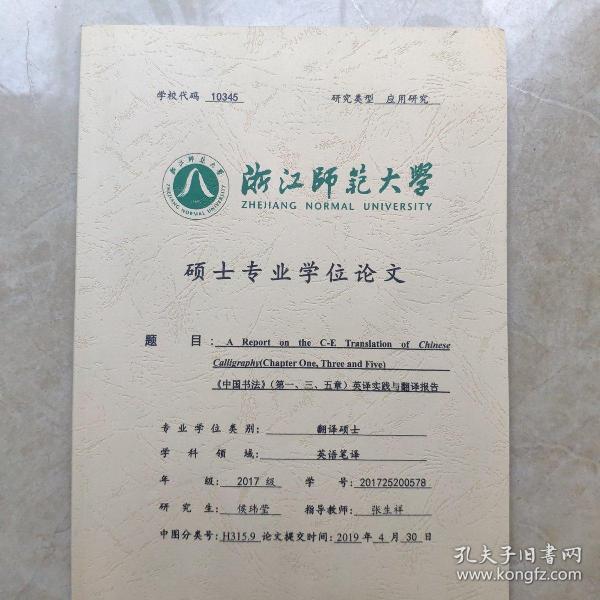 学校代码 10345 研究类型 应用研究
浙江师范大学
ZHEJIANG NORMAL UNIVERSITY
硕士专业学位论文
题 目: A Report on the C-E Translation of Chinese
Calligraphy(Chapter One, Three and Five)
《中国书法》(第一、三、五章)英译实践与翻译报告
专业学位类别: 翻译硕士
学科领域: 英语笔译
年 级: 2017 级 学 号: 201725200578
研究生: 侯玮莹 指导教师: 张生祥
中图分类号: H315.9 论文提交时间: 2019 年 4 月 30 日
孔夫子旧书网
www.kongfz.com